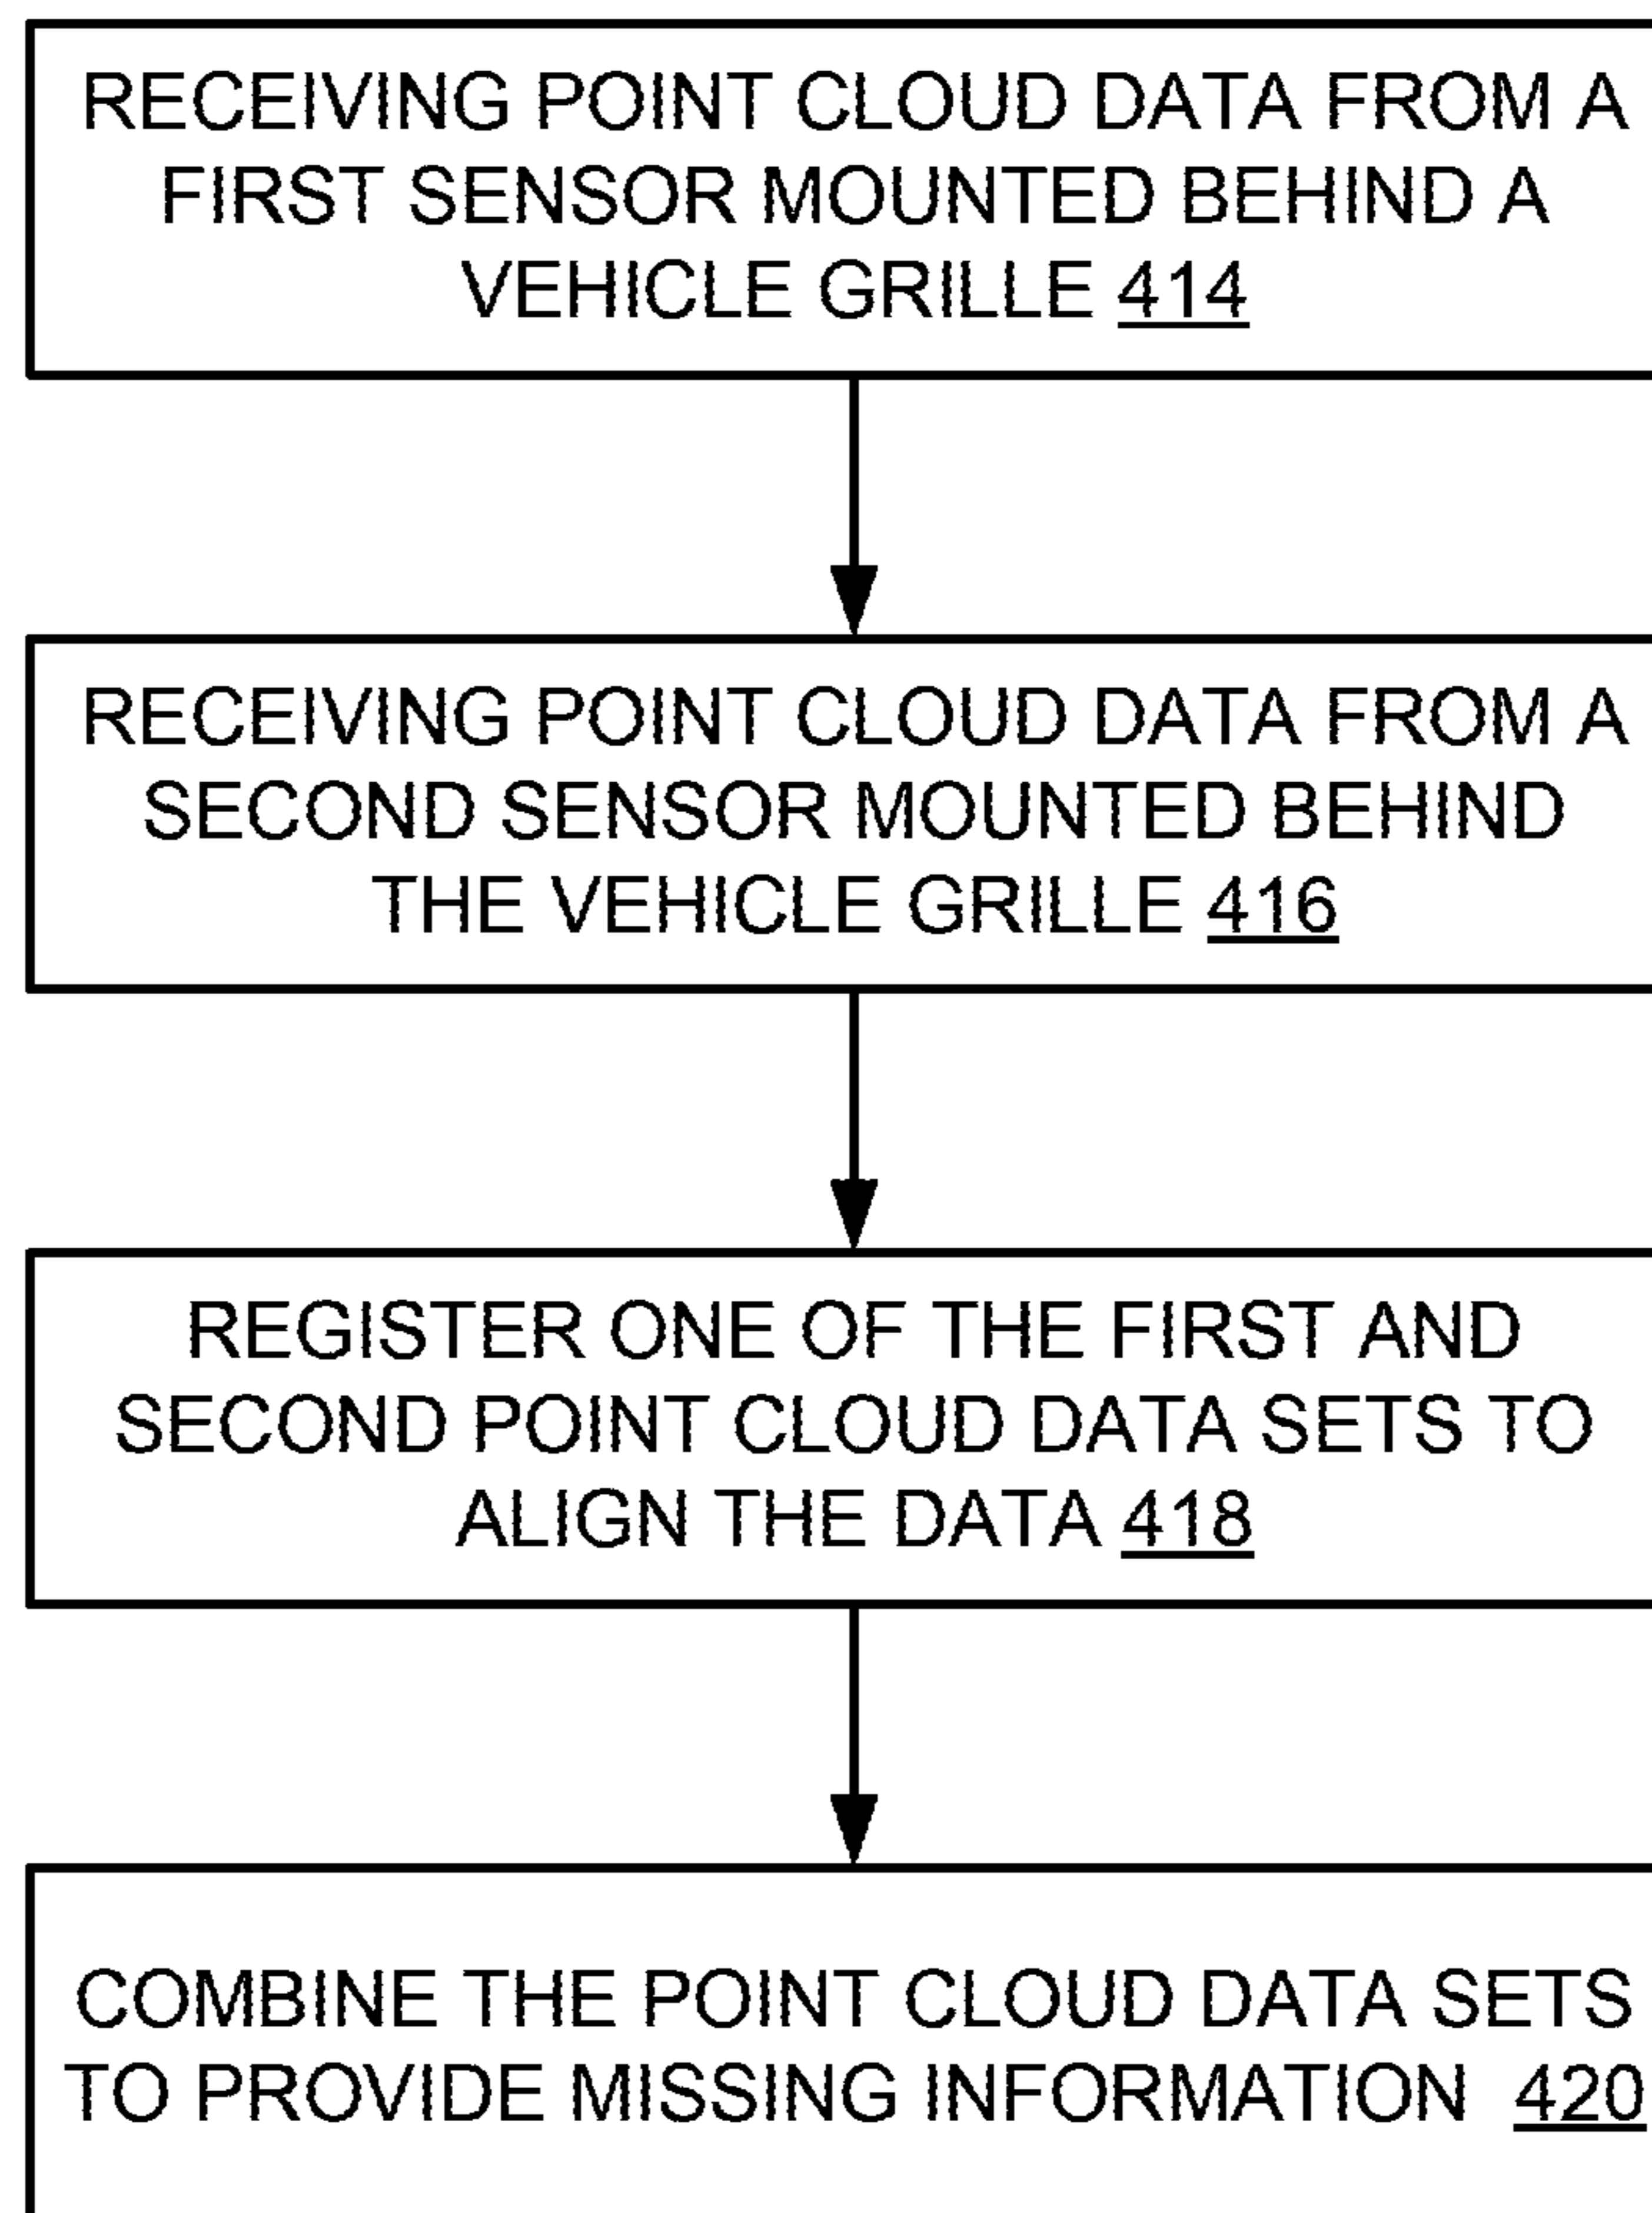 RECEIVING POINT CLOUD DATA FROM A
FIRST SENSOR MOUNTED BEHIND A
VEHICLE GRILLE 414
RECEIVING POINT CLOUD DATA FROM A
SECOND SENSOR MOUNTED BEHIND
THE VEHICLE GRILLE 416
REGISTER ONE OF THE FIRST AND
SECOND POINT CLOUD DATA SETS TO
ALIGN THE DATA 418
COMBINE THE POINT CLOUD DATA SETS
TO PROVIDE MISSING INFORMATION 420